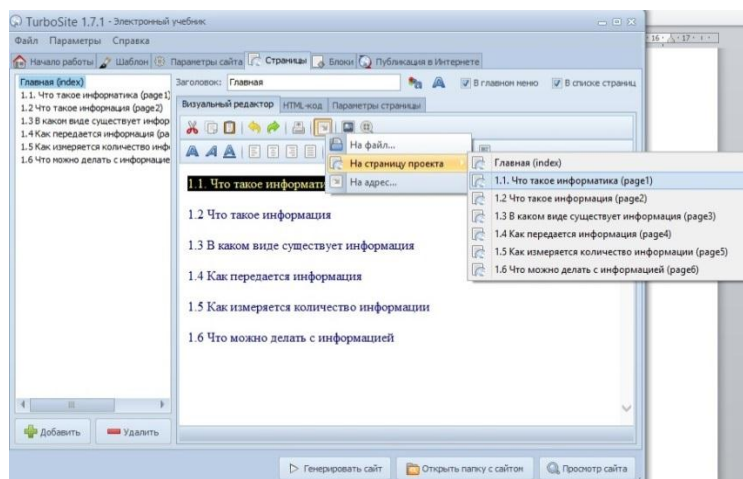 TurboSite 1.7.1 - Электронный учебник
Файл Параметры Справка
Начало работы Шаблон Параметры сайта Страницы Блоки Публикация в Интернете
16 · 17
Главная (index)
1.1. Что такое информатика (page1)
1.2 Что такое информация (page2)
1.3 В каком виде существует инфор
1.4 Как передается информация (pa
1.5 Как измеряется количество инфо
1.6 Что можно делать с информацие
Заголовок: Главная
В главном меню В списке страниц
Визуальный редактор HTML-код Параметры страницы
На файл...
На страницу проекта
На адрес...
Главная (index)
1.1. Что такое информатика (page1)
1.2 Что такое информация (page2)
1.3 В каком виде существует информация (page3)
1.4 Как передается информация (page4)
1.5 Как измеряется количество информации (page5)
1.6 Что можно делать с информацией (page6)
1.1. Что такое информати
1.2 Что такое информация
1.3 В каком виде существует информация
1.4 Как передается информация
1.5 Как измеряется количество информации
1.6 Что можно делать с информацией
Добавить Удалить
Генерировать сайт Открыть папку с сайтом Просмотр сайта